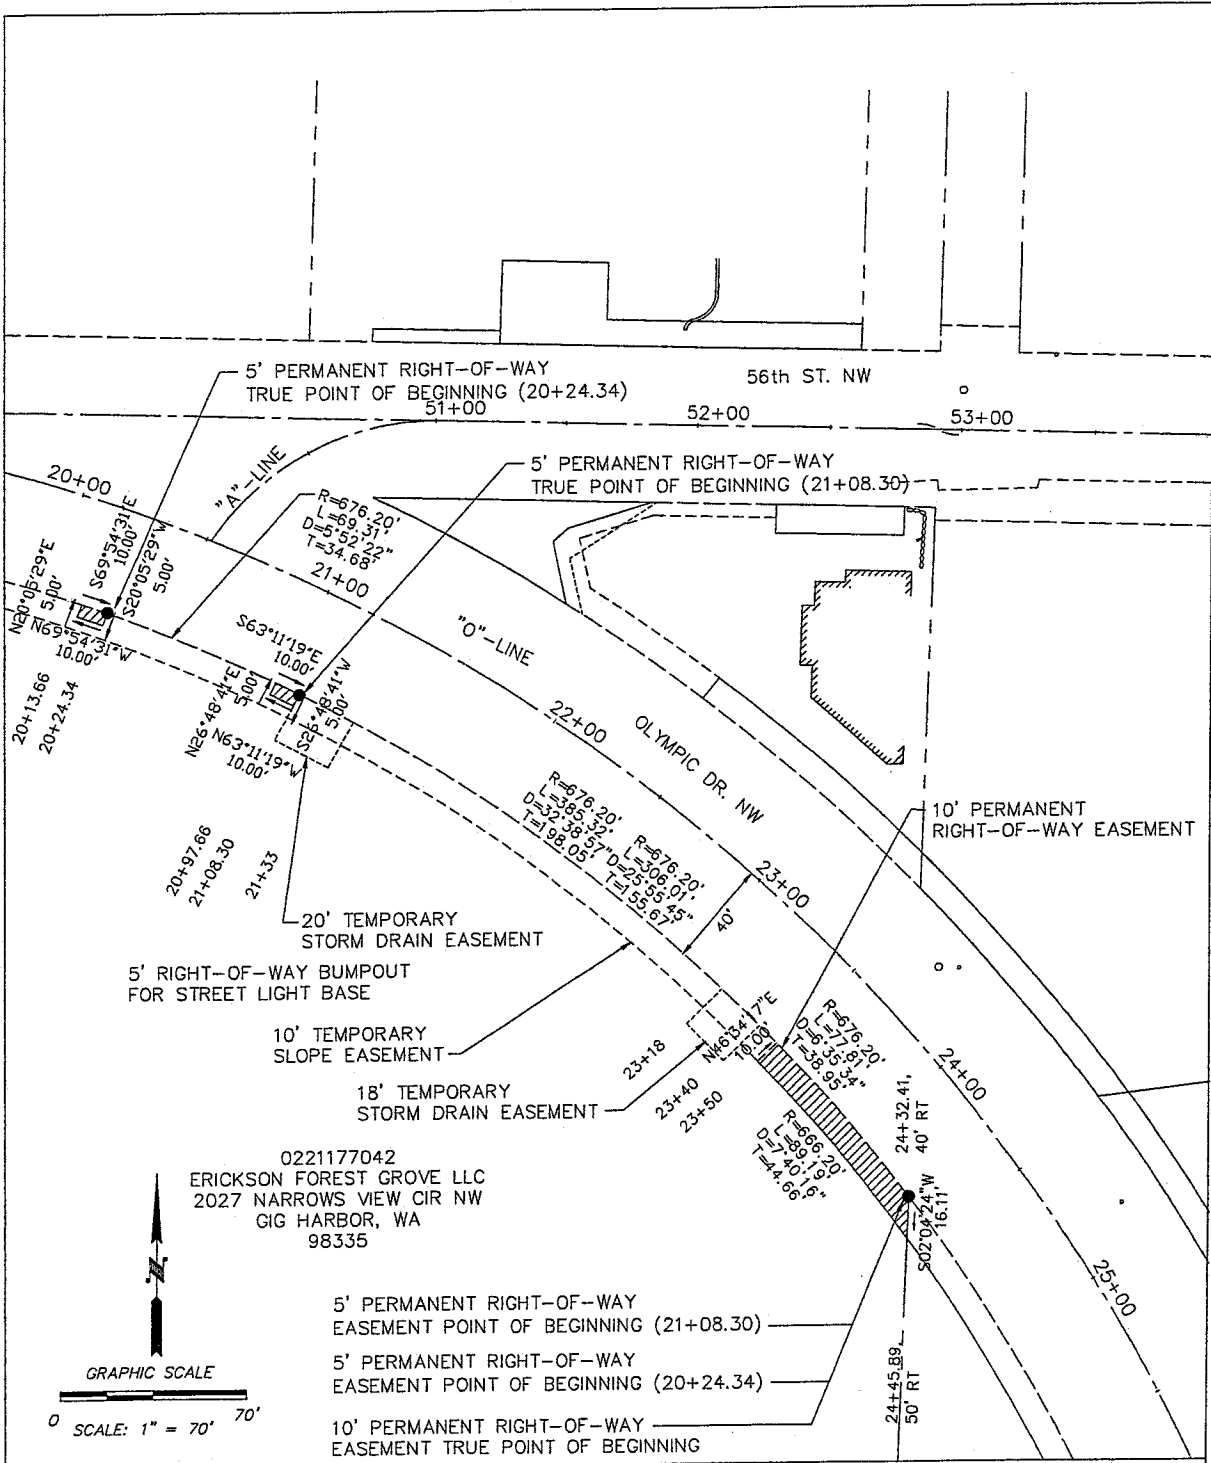 5' PERMANENT RIGHT-OF-WAY
TRUE POINT OF BEGINNING (20+24.34)
56th ST. NW
51+00
52+00
53+00
"A"-LINE
20+00
5' PERMANENT RIGHT-OF-WAY
TRUE POINT OF BEGINNING (21+08.30)
R=676.20'
L=69.31'
D=5°52'22"
T=34.68'
21+00
S69°54'31"E
10.00'
S20°05'29"W
5.00'
N20°05'29"E
5.00'
N69°54'31"W
10.00'
20+13.66
20+24.34
S63°11'19"E
10.00'
S26°48'41"W
5.00'
N26°48'41"E
5.00'
N63°11'19"W
10.00'
20+97.66
21+08.30
21+33
"O"-LINE
22+00
OLYMPIC DR. NW
R=676.20'
L=385.32'
D=32°38'57"
T=198.05'
R=676.20'
L=306.01'
D=25°55'45"
T=155.67'
40'
23+00
10' PERMANENT
RIGHT-OF-WAY EASEMENT
20' TEMPORARY
STORM DRAIN EASEMENT
5' RIGHT-OF-WAY BUMPOUT
FOR STREET LIGHT BASE
10' TEMPORARY
SLOPE EASEMENT
18' TEMPORARY
STORM DRAIN EASEMENT
23+18
23+40
23+50
N46°34'17"E
10.00'
R=676.20'
L=77.81'
D=6°35'34"
T=38.95'
R=666.20'
L=89.19'
D=7°40'16"
T=44.66'
24+00
24+32.41,
40' RT
S02°04'24"W
16.11'
25+00
24+45.89,
50' RT
0221177042
ERICKSON FOREST GROVE LLC
2027 NARROWS VIEW CIR NW
GIG HARBOR, WA
98335
N
5' PERMANENT RIGHT-OF-WAY
EASEMENT POINT OF BEGINNING (21+08.30)
5' PERMANENT RIGHT-OF-WAY
EASEMENT POINT OF BEGINNING (20+24.34)
10' PERMANENT RIGHT-OF-WAY
EASEMENT TRUE POINT OF BEGINNING
GRAPHIC SCALE
0 70'
SCALE: 1" = 70'